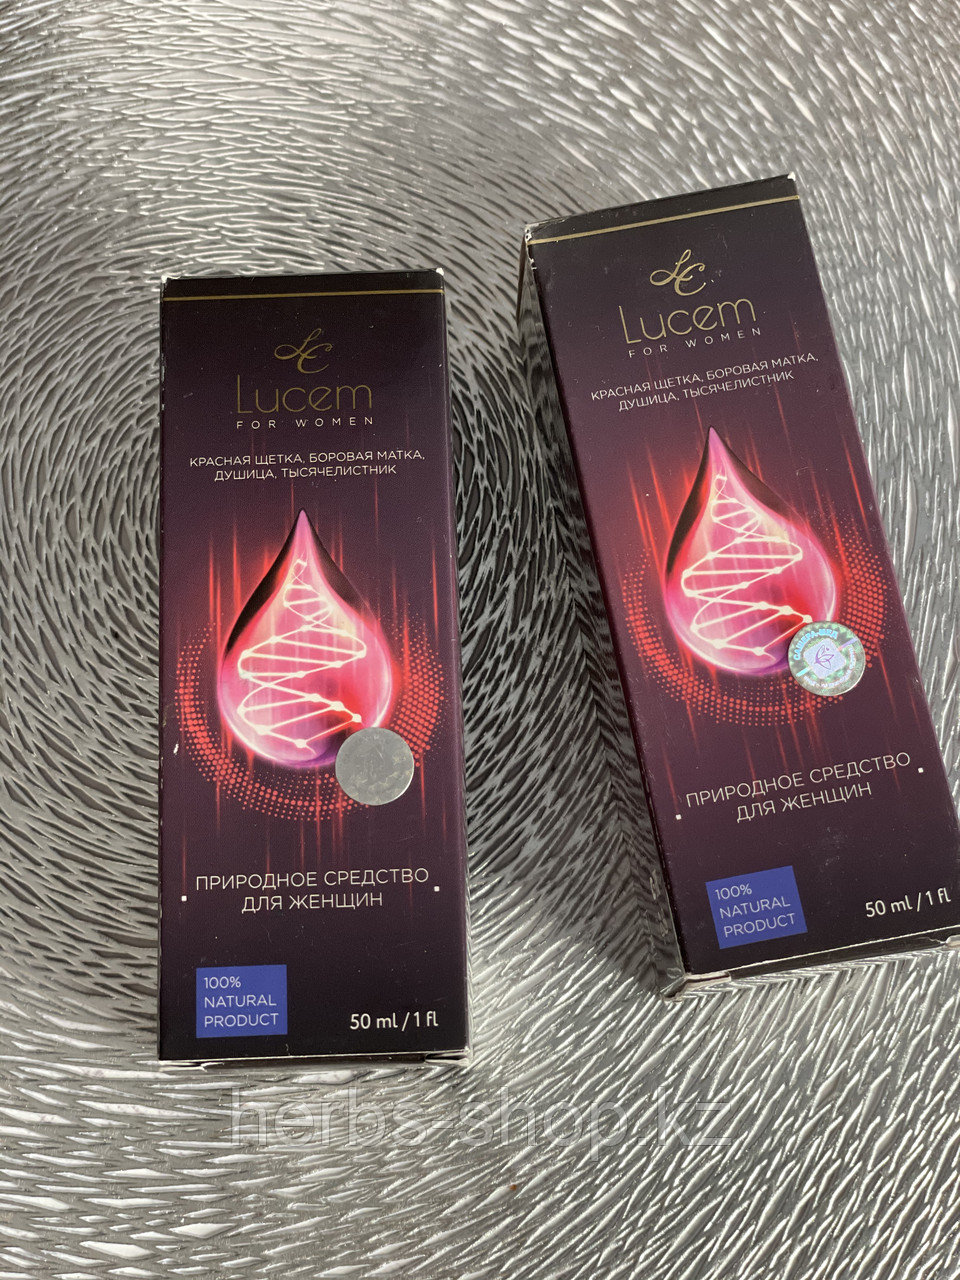 LC
Lucem
FOR WOMEN
КРАСНАЯ ЩЕТКА, БОРОВАЯ МАТКА,
ДУШИЦА, ТЫСЯЧЕЛИСТНИК
ПРИРОДНОЕ СРЕДСТВО
ДЛЯ ЖЕНЩИН
100%
NATURAL
PRODUCT
50 ml / 1 fl
LC
Lucem
FOR WOMEN
КРАСНАЯ ЩЕТКА, БОРОВАЯ МАТКА,
ДУШИЦА, ТЫСЯЧЕЛИСТНИК
ПРИРОДНОЕ СРЕДСТВО
ДЛЯ ЖЕНЩИН
100%
NATURAL
PRODUCT
50 ml / 1 fl
herbs-shop.kz